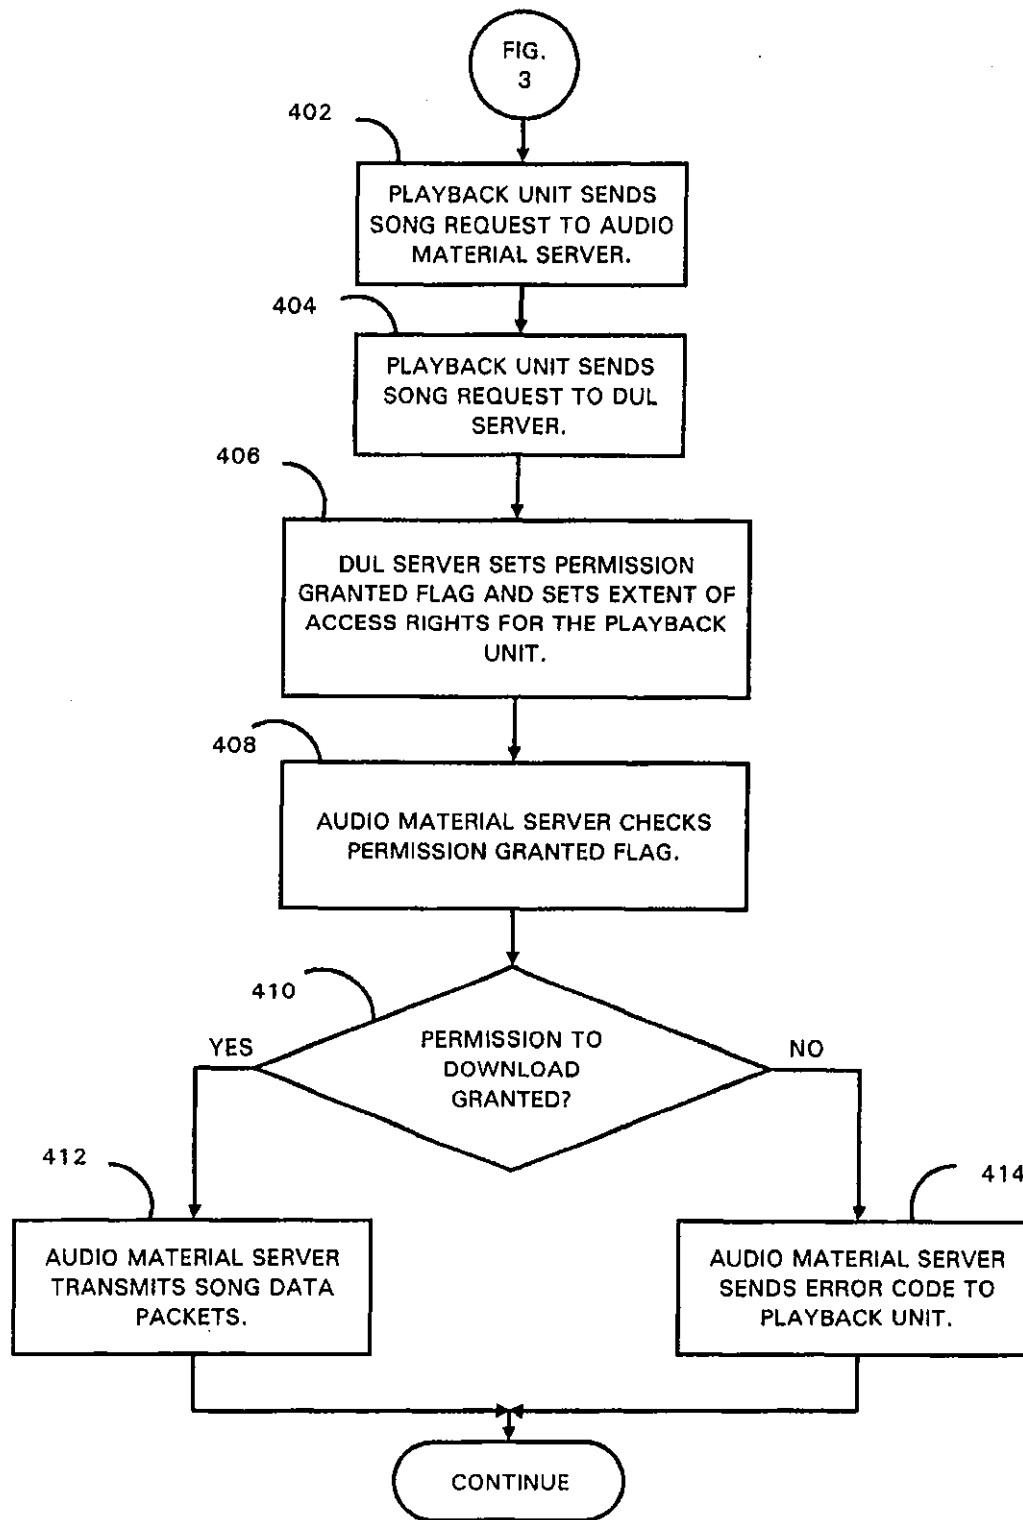 FIG.
3
402
PLAYBACK UNIT SENDS
SONG REQUEST TO AUDIO
MATERIAL SERVER.
404
PLAYBACK UNIT SENDS
SONG REQUEST TO DUL
SERVER.
406
DUL SERVER SETS PERMISSION
GRANTED FLAG AND SETS EXTENT OF
ACCESS RIGHTS FOR THE PLAYBACK
UNIT.
408
AUDIO MATERIAL SERVER CHECKS
PERMISSION GRANTED FLAG.
410
PERMISSION TO
DOWNLOAD
GRANTED?
YES
NO
412
AUDIO MATERIAL SERVER
TRANSMITS SONG DATA
PACKETS.
414
AUDIO MATERIAL SERVER
SENDS ERROR CODE TO
PLAYBACK UNIT.
CONTINUE